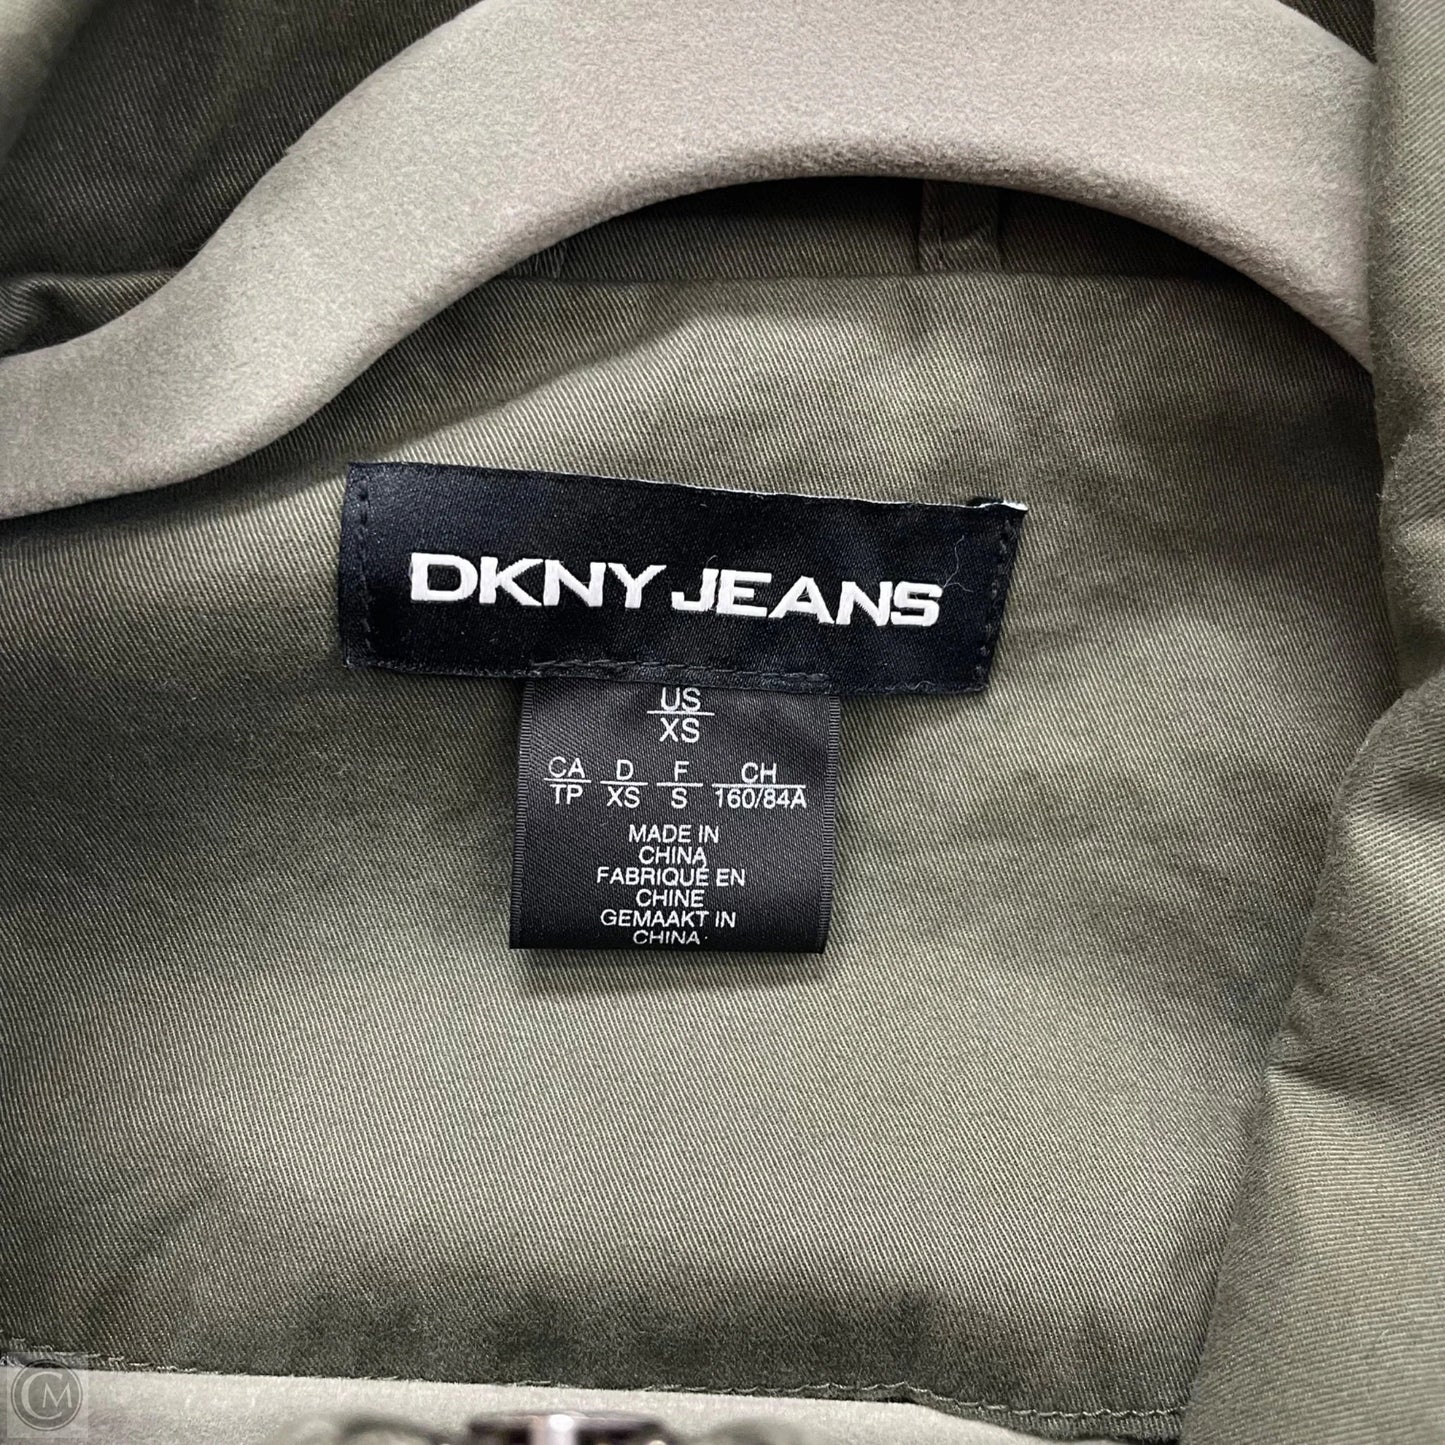 DKNY JEANS
US
XS
CA D F CH
TP XS S 160/84A
MADE IN
CHINA
FABRIQUÉ EN
CHINE
GEMAAKT IN
CHINA
CM